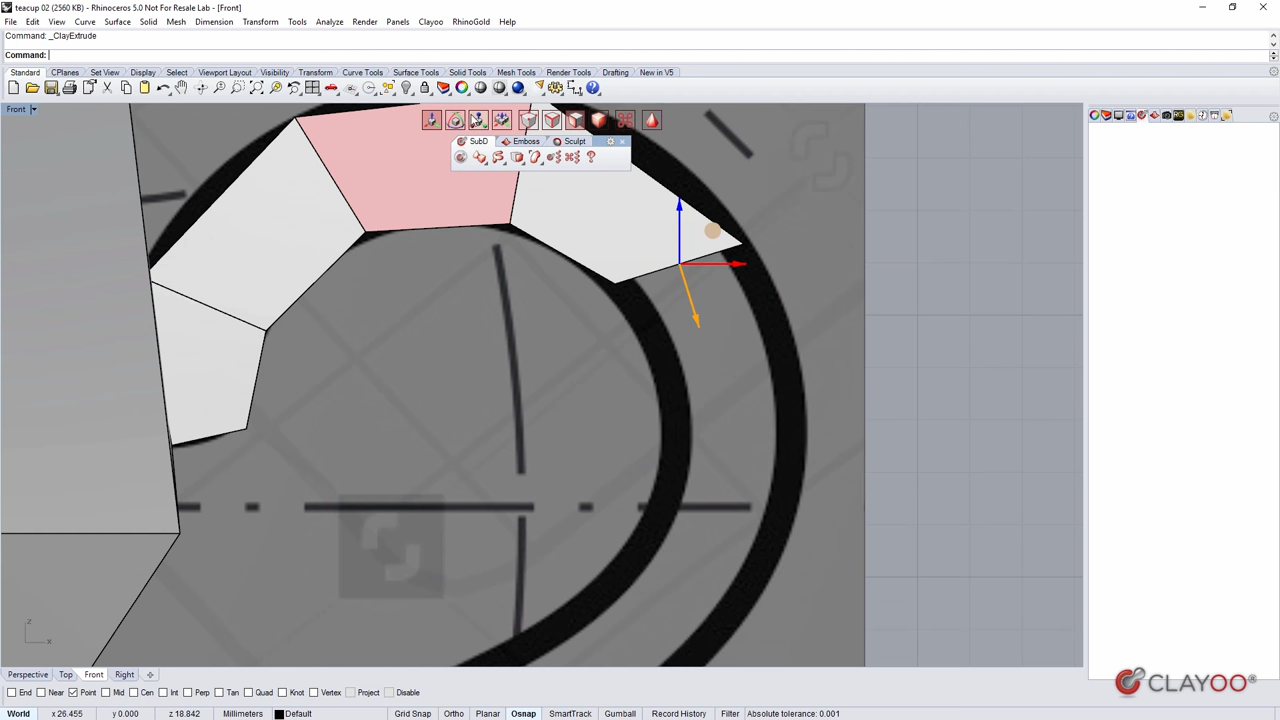 teacup 02 (2560 KB) - Rhinoceros 5.0 Not For Resale Lab - [Front]
File Edit View Curve Surface Solid Mesh Dimension Transform Tools Analyze Render Panels Clayoo RhinoGold Help
Command: _ClayExtrude
Command:
Standard CPlanes Set View Display Select Viewport Layout Visibility Transform Curve Tools Surface Tools Solid Tools Mesh Tools Render Tools Drafting New in V5
Front
SubD Emboss Sculpt
z
x
CLAYOO®
Perspective Top Front Right
End Near Point Mid Cen Int Perp Tan Quad Knot Vertex Project Disable
World x 26.455 y 0.000 z 18.842 Millimeters Default Grid Snap Ortho Planar Osnap SmartTrack Gumball Record History Filter Absolute tolerance: 0.001